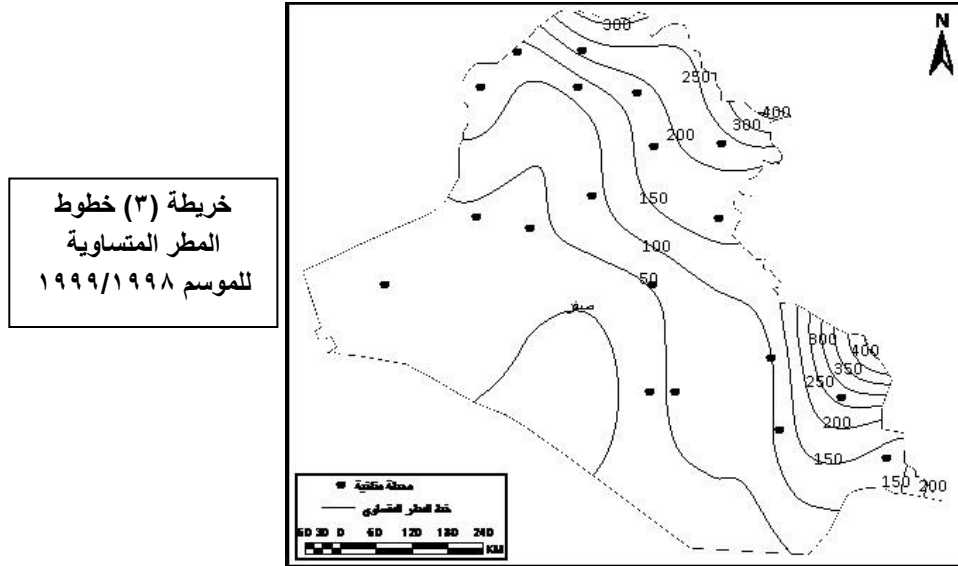 خريطة (٣) خطوط
المطر المتساوية
للموسم ١٩٩٩/١٩٩٨
N
300
250
400
300
200
150
100
50
صفر
300
400
350
250
200
150
150 200
محطة مناخية
خط المطر المتساوي
60 30 0 60 120 180 240
KM